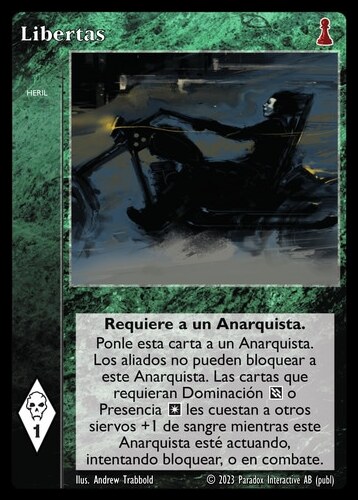 Libertas
HERIL
Requiere a un Anarquista.
Ponle esta carta a un Anarquista.
Los aliados no pueden bloquear a
este Anarquista. Las cartas que
requieran Dominación o
Presencia les cuestan a otros
siervos +1 de sangre mientras este
Anarquista esté actuando,
intentando bloquear, o en combate.
1
Ilus. Andrew Trabbold
© 2023 Paradox Interactive AB (publ)